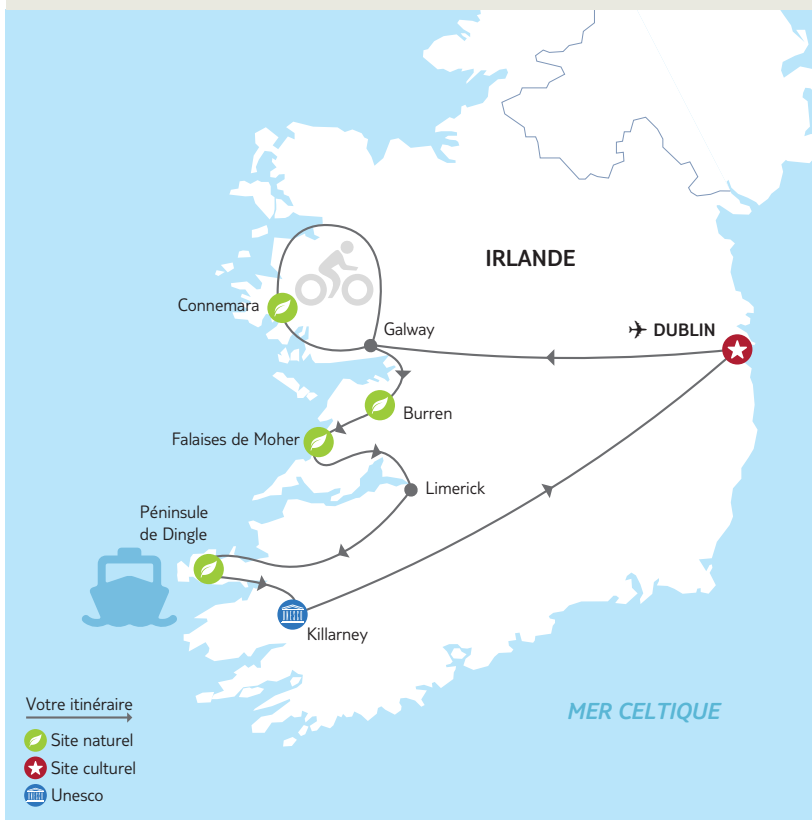 IRLANDE
Connemara
Galway
DUBLIN
Burren
Falaises de Moher
Limerick
Péninsule
de Dingle
UNESCO
Killarney
MER CELTIQUE
Votre itinéraire
Site naturel
Site culturel
Unesco